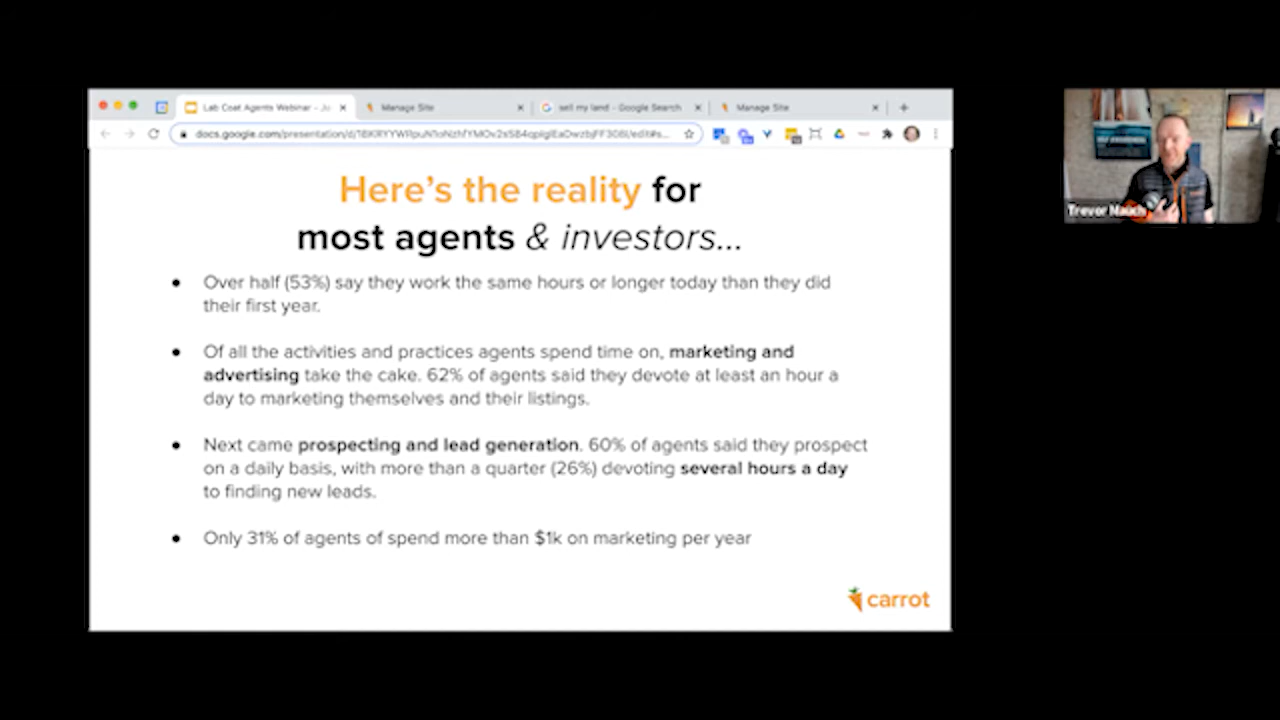 Lab Coat Agents Webinar - Jo
Manage Site
sell my land - Google Search
Manage Site
Here's the reality for
most agents & investors...
• Over half (53%) say they work the same hours or longer today than they did
their first year.
• Of all the activities and practices agents spend time on, marketing and
advertising take the cake. 62% of agents said they devote at least an hour a
day to marketing themselves and their listings.
• Next came prospecting and lead generation. 60% of agents said they prospect
on a daily basis, with more than a quarter (26%) devoting several hours a day
to finding new leads.
• Only 31% of agents of spend more than $1k on marketing per year
carrot
Trevor